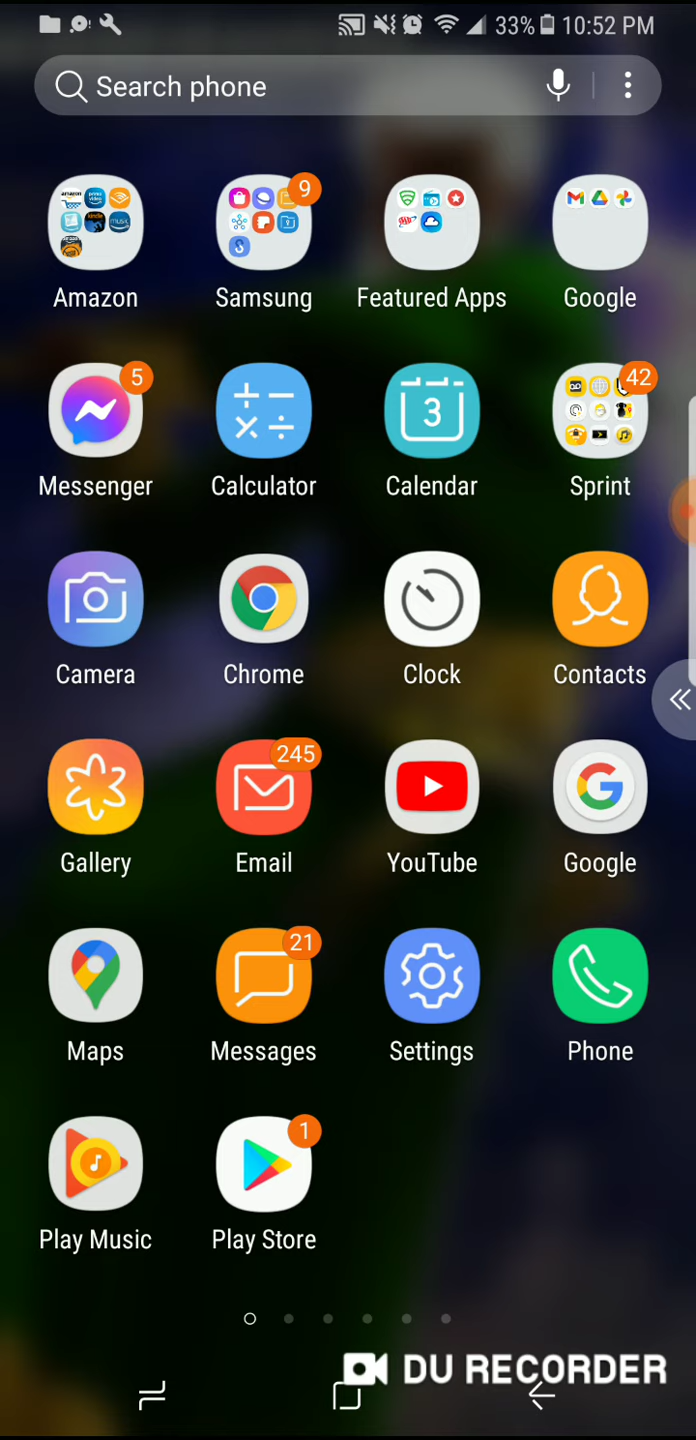 33% 10:52 PM
Search phone
9
Amazon Samsung Featured Apps Google
5 3 42
Messenger Calculator Calendar Sprint
Camera Chrome Clock Contacts
245
Gallery Email YouTube Google
21
Maps Messages Settings Phone
1
Play Music Play Store
DU RECORDER